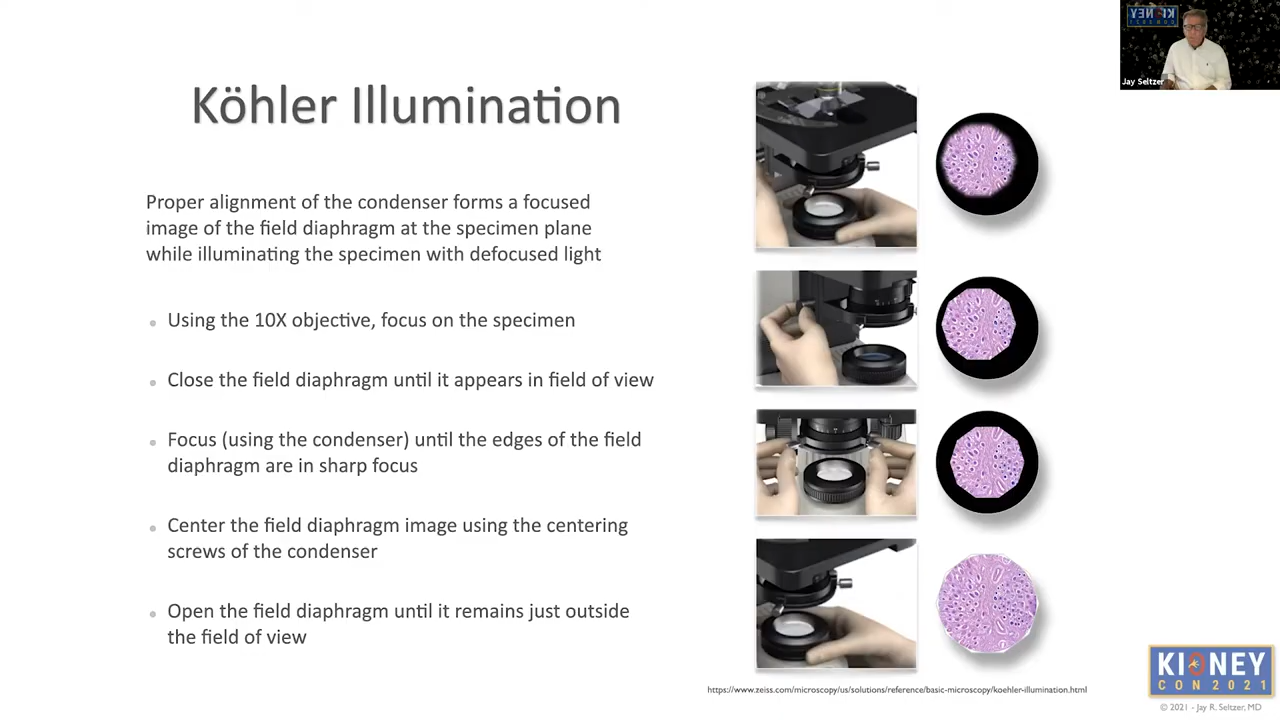 Köhler Illumination
Proper alignment of the condenser forms a focused
image of the field diaphragm at the specimen plane
while illuminating the specimen with defocused light
Using the 10X objective, focus on the specimen
Close the field diaphragm until it appears in field of view
Focus (using the condenser) until the edges of the field
diaphragm are in sharp focus
Center the field diaphragm image using the centering
screws of the condenser
Open the field diaphragm until it remains just outside
the field of view
https://www.zeiss.com/microscopy/us/solutions/reference/basic-microscopy/koehler-illumination.html
Jay Seltzer
KIDNEY
CON 2021
© 2021 - Jay R. Seltzer, MD